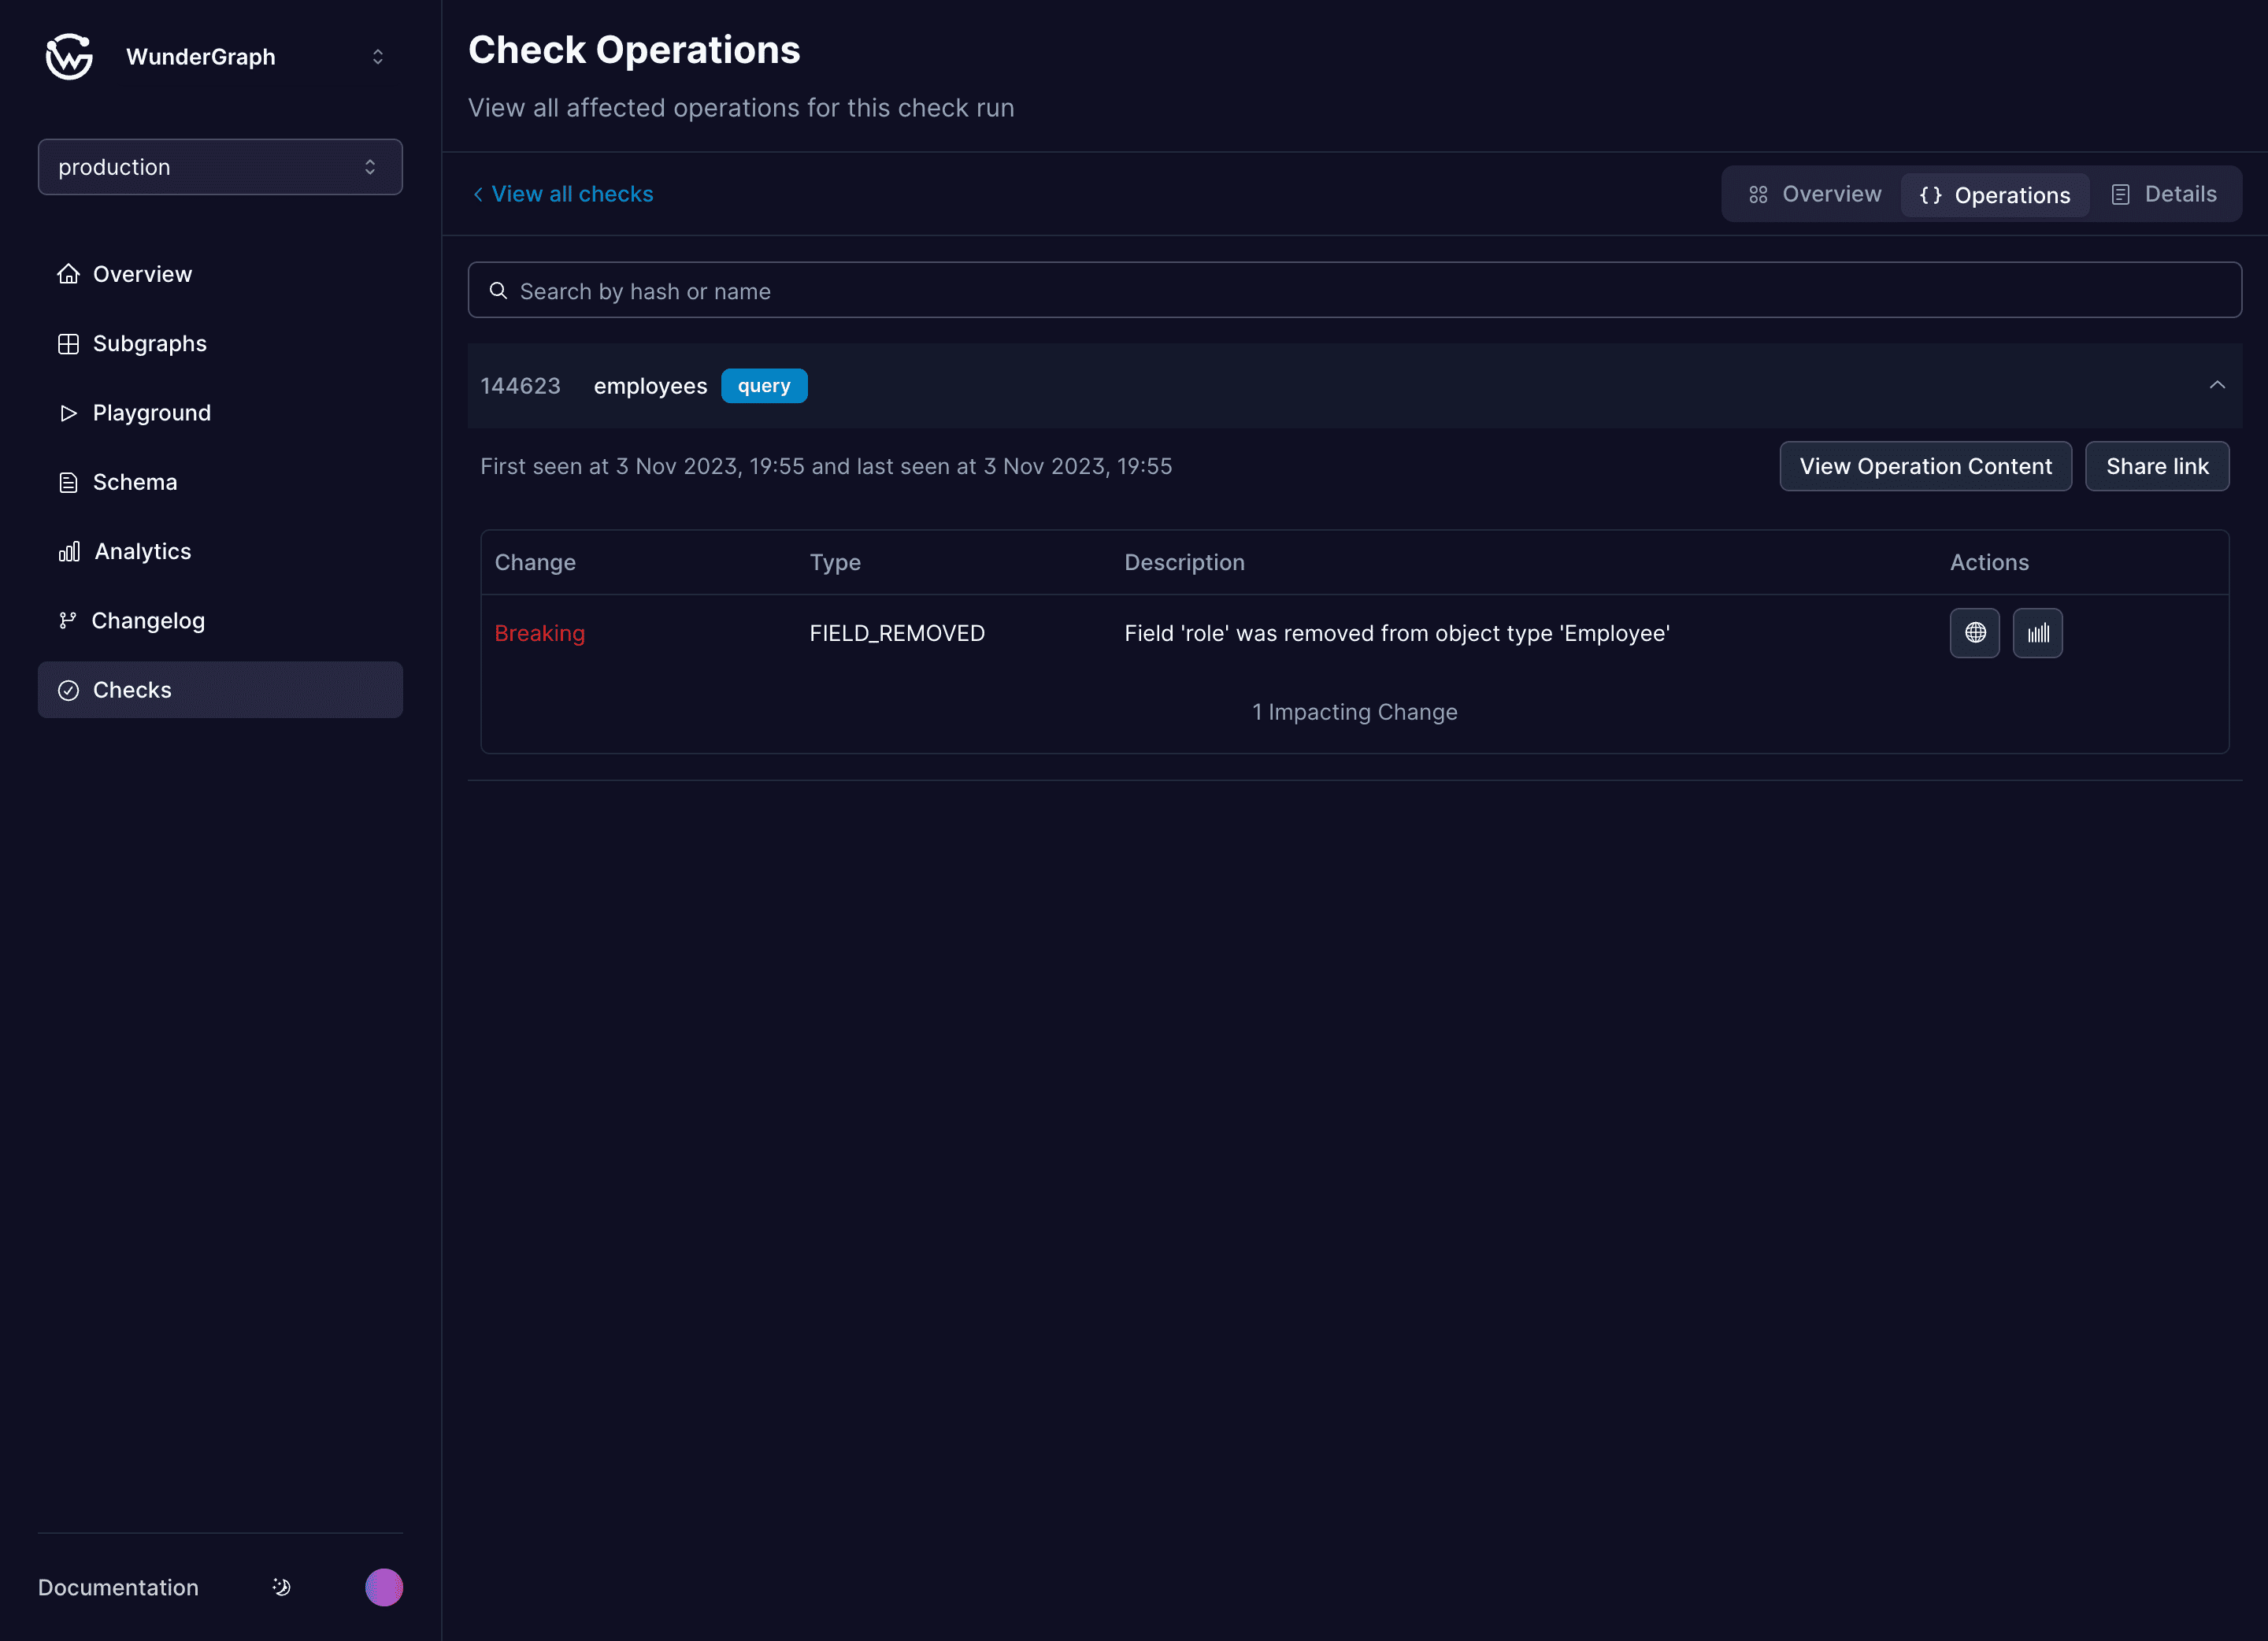 WunderGraph
production
Overview
Subgraphs
Playground
Schema
Analytics
Changelog
Checks
Documentation
Check Operations
View all affected operations for this check run
View all checks
Overview
{} Operations
Details
Search by hash or name
144623 employees query
First seen at 3 Nov 2023, 19:55 and last seen at 3 Nov 2023, 19:55
View Operation Content
Share link
Change Type Description Actions
Breaking FIELD_REMOVED Field 'role' was removed from object type 'Employee'
1 Impacting Change